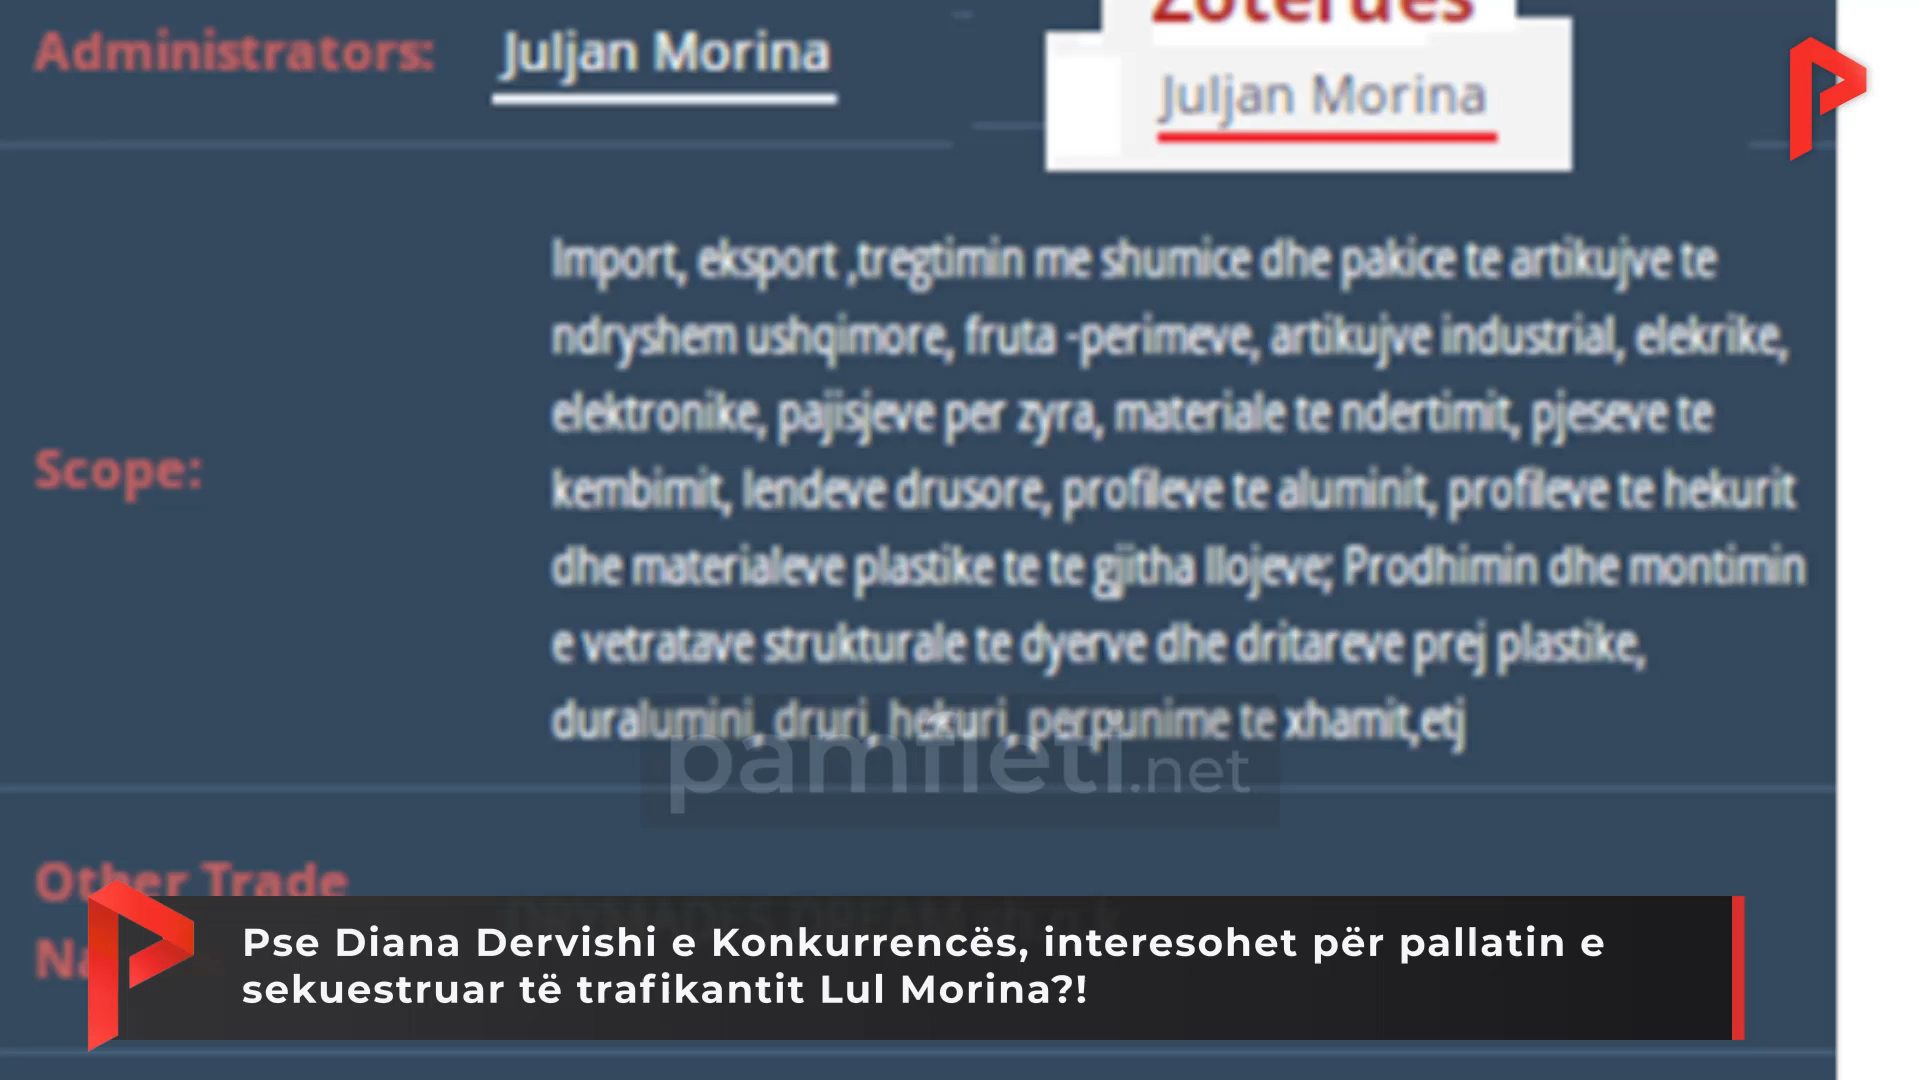 Zotërues
Administrators: Juljan Morina
Juljan Morina
Import, eksport ,tregtimin me shumice dhe pakice te artikujve te
ndryshem ushqimore, fruta -perimeve, artikujve industrial, elekrike,
elektronike, pajisjeve per zyra, materiale te ndertimit, pjeseve te
Scope: kembimit, lendeve drusore, profileve te aluminit, profileve te hekurit
dhe materialeve plastike te te gjitha llojeve; Prodhimin dhe montimin
e vetratave strukturale te dyerve dhe dritareve prej plastike,
duralumini, druri, hekuri, perpunime te xhamit,etj
pamfleti.net
Other Trade
Pse Diana Dervishi e Konkurrencës, interesohet për pallatin e
sekuestruar të trafikantit Lul Morina?!